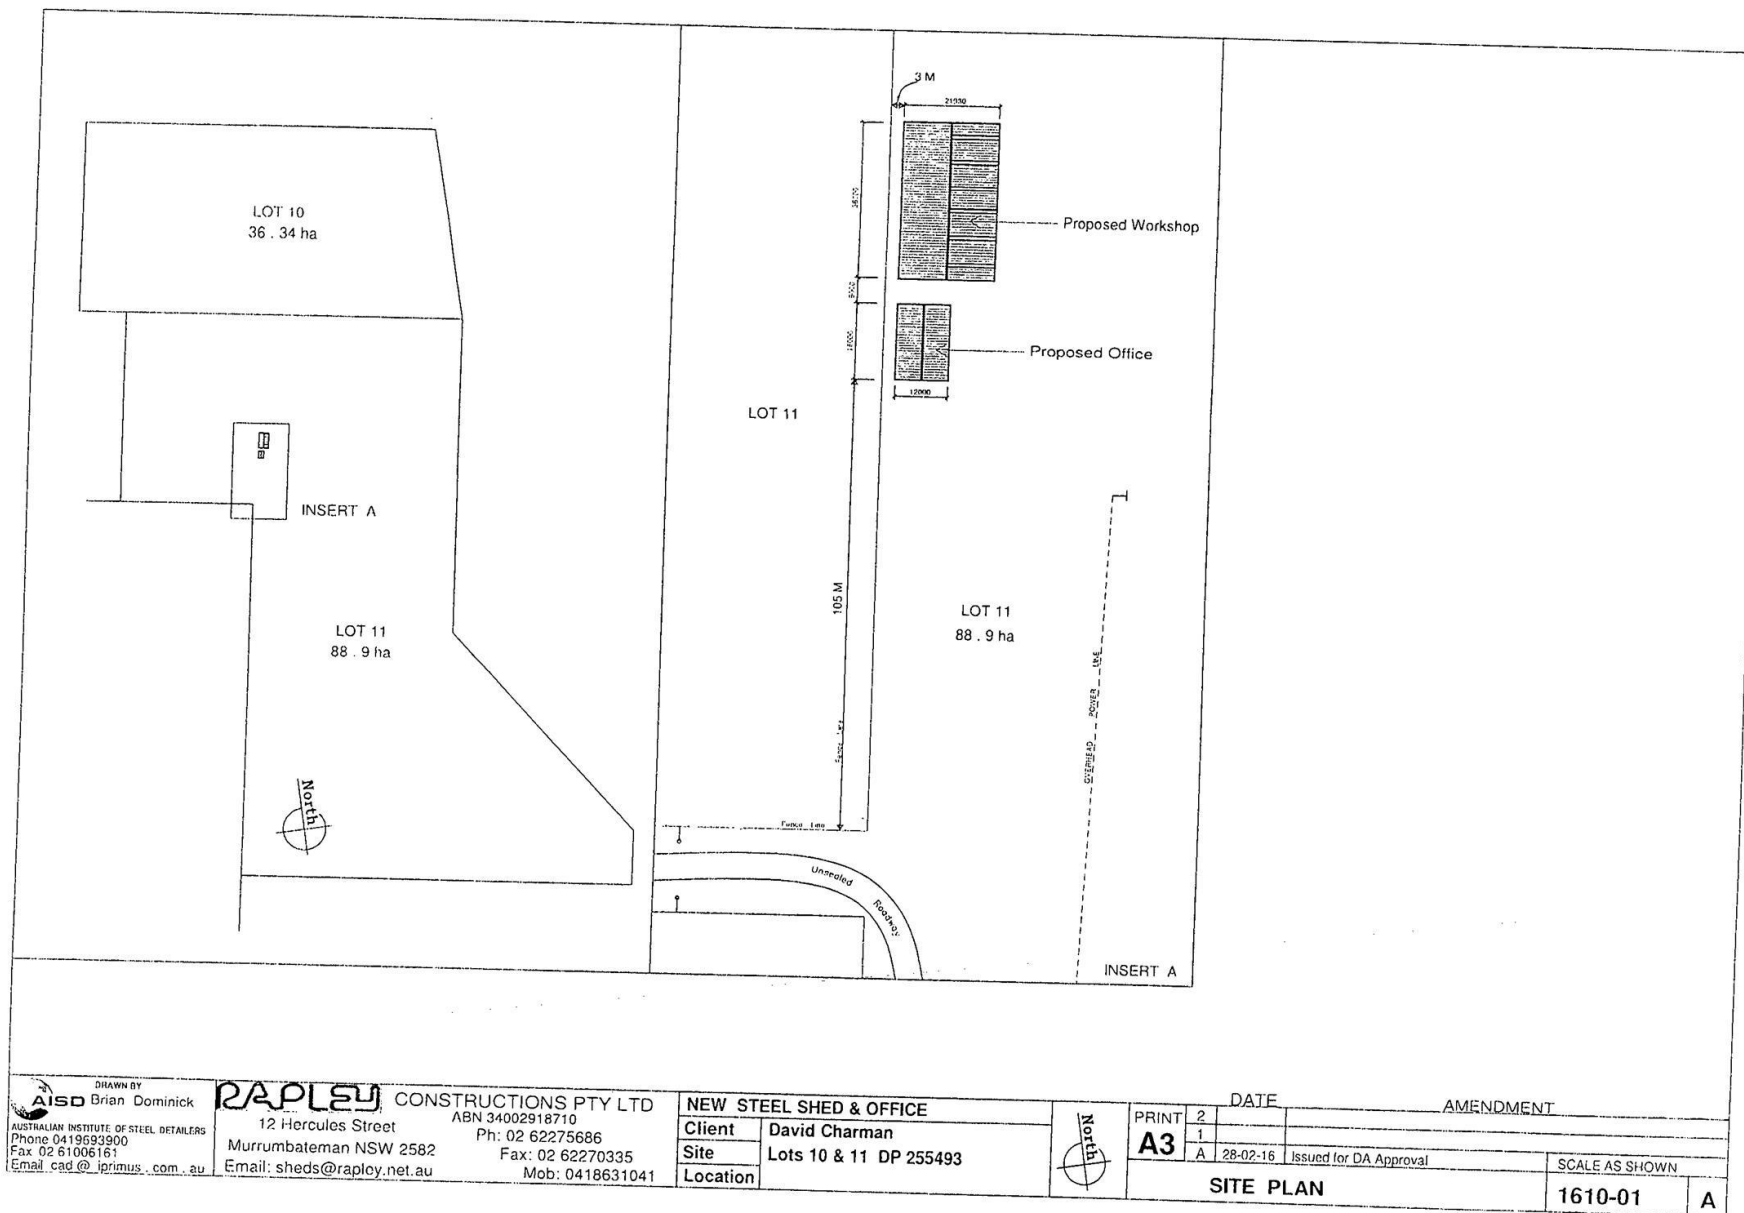 3 M
LOT 10
36 . 34 ha
Proposed Workshop
Proposed Office
12000
LOT 11
INSERT A
105 M
LOT 11
88 . 9 ha
LOT 11
88 . 9 ha
OVERHEAD POWER LINE
North
Fence Line
Fence Line
Unsealed Roadway
INSERT A
DRAWN BY
AISD Brian Dominick
AUSTRALIAN INSTITUTE OF STEEL DETAILERS
Phone 0419693900
Fax 02 61006161
Email cad @ iprimus . com . au
RAPLEY CONSTRUCTIONS PTY LTD
ABN 34002918710
12 Hercules Street
Murrumbateman NSW 2582
Email: sheds@rapley.net.au
Ph: 02 62275686
Fax: 02 62270335
Mob: 0418631041
NEW STEEL SHED & OFFICE
Client David Charman
Site Lots 10 & 11 DP 255493
Location
North
PRINT
A3
DATE AMENDMENT
2
1
A 28-02-16 Issued for DA Approval
SITE PLAN
SCALE AS SHOWN
1610-01 A